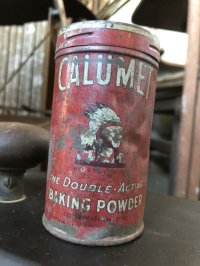 CALUMET
THE DOUBLE-ACTING
BAKING POWDER